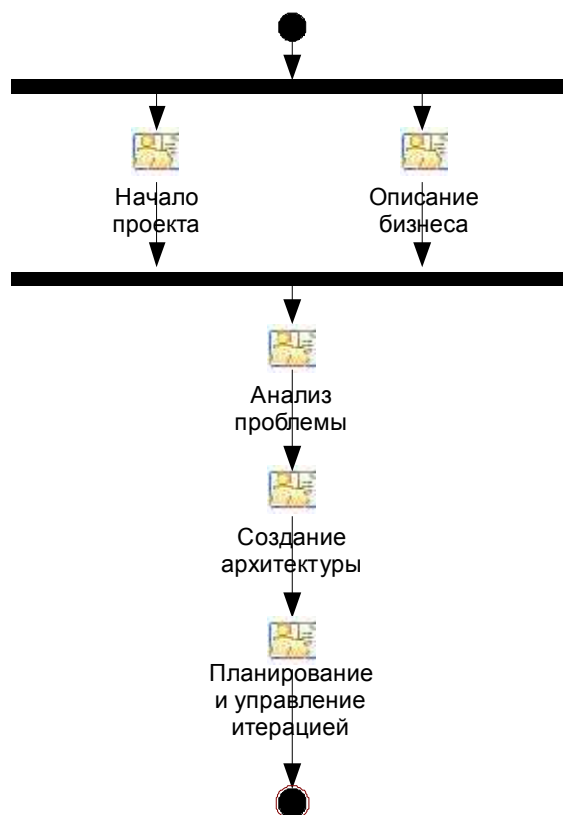 Начало
проекта
Описание
бизнеса
Анализ
проблемы
Создание
архитектуры
Планирование
и управление
итерацией